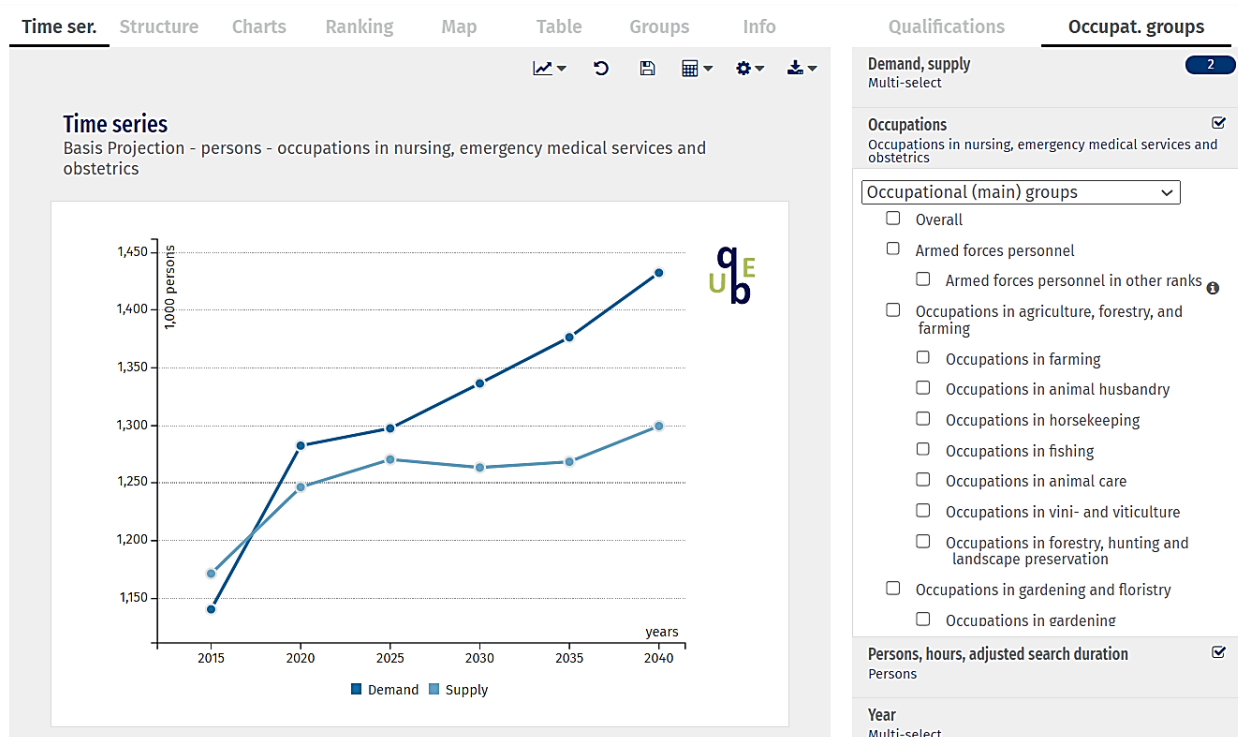 Time ser. Structure Charts Ranking Map Table Groups Info
Qualifications Occupat. groups
Time series
Basis Projection - persons - occupations in nursing, emergency medical services and
obstetrics
1,000 persons
1,450
1,400
1,350
1,300
1,250
1,200
1,150
years
2015 2020 2025 2030 2035 2040
Demand Supply
q
U E
b
Demand, supply 2
Multi-select
Occupations
Occupations in nursing, emergency medical services and
obstetrics
Occupational (main) groups
Overall
Armed forces personnel
Armed forces personnel in other ranks
Occupations in agriculture, forestry, and
farming
Occupations in farming
Occupations in animal husbandry
Occupations in horsekeeping
Occupations in fishing
Occupations in animal care
Occupations in vini- and viticulture
Occupations in forestry, hunting and
landscape preservation
Occupations in gardening and floristry
Occupations in gardening
Persons, hours, adjusted search duration
Persons
Year
Multi-select